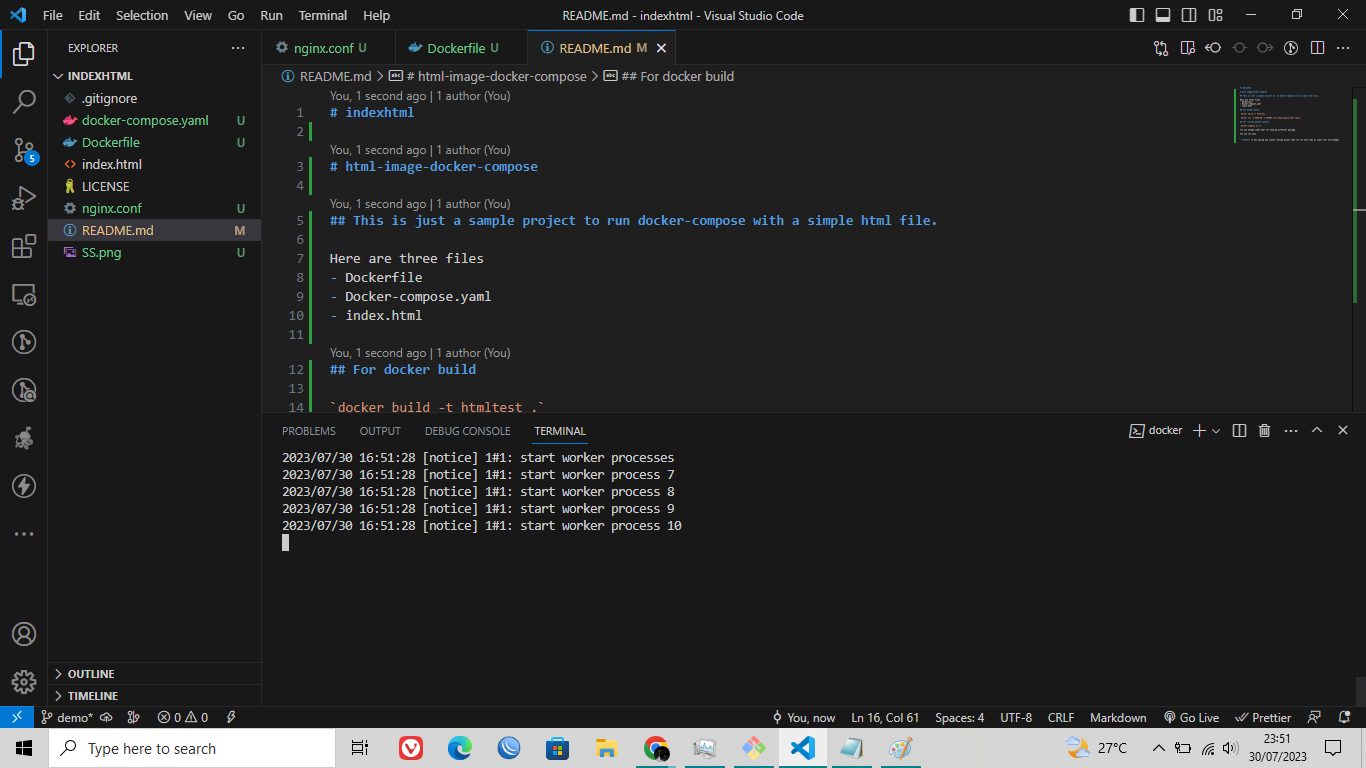 File Edit Selection View Go Run Terminal Help README.md - indexhtml - Visual Studio Code
EXPLORER
nginx.conf U Dockerfile U README.md M
INDEXHTML
README.md > # html-image-docker-compose > ## For docker build
.gitignore
docker-compose.yaml U
Dockerfile U
index.html
LICENSE
nginx.conf U
README.md M
SS.png U
OUTLINE
TIMELINE
You, 1 second ago | 1 author (You)
1 # indexhtml
2
You, 1 second ago | 1 author (You)
3 # html-image-docker-compose
4
You, 1 second ago | 1 author (You)
5 ## This is just a sample project to run docker-compose with a simple html file.
6
7 Here are three files
8 - Dockerfile
9 - Docker-compose.yaml
10 - index.html
11
You, 1 second ago | 1 author (You)
12 ## For docker build
13
14 `docker build -t htmltest .`
PROBLEMS OUTPUT DEBUG CONSOLE TERMINAL docker
2023/07/30 16:51:28 [notice] 1#1: start worker processes
2023/07/30 16:51:28 [notice] 1#1: start worker process 7
2023/07/30 16:51:28 [notice] 1#1: start worker process 8
2023/07/30 16:51:28 [notice] 1#1: start worker process 9
2023/07/30 16:51:28 [notice] 1#1: start worker process 10
5
demo* 0 0 You, now Ln 16, Col 61 Spaces: 4 UTF-8 CRLF Markdown Go Live Prettier
Type here to search 27°C 23:51
30/07/2023